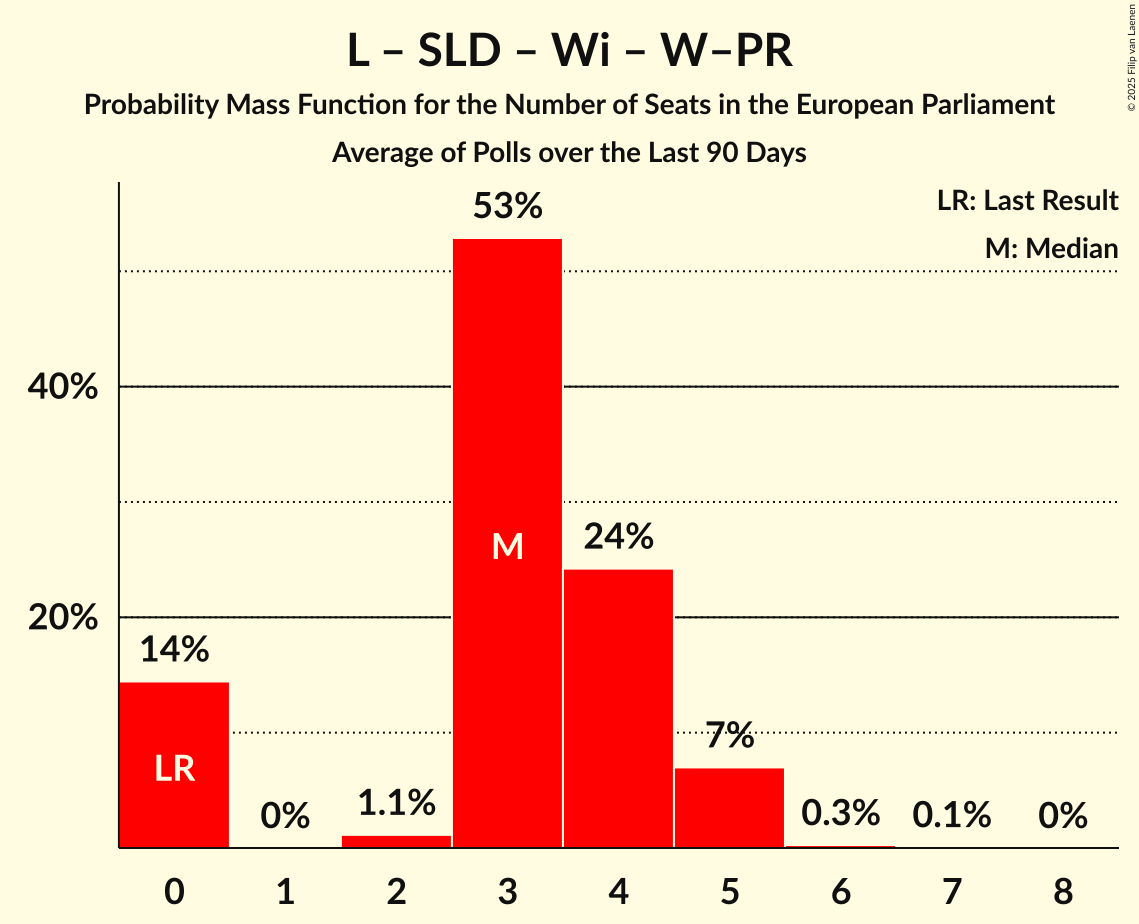 L – SLD – Wi – W–PR
Probability Mass Function for the Number of Seats in the European Parliament
Average of Polls over the Last 90 Days
© 2025 Filip van Laenen
LR: Last Result
M: Median
53%
40%
M
24%
20%
14%
LR
7%
0%
1.1%
0.3%
0.1%
0%
0 1 2 3 4 5 6 7 8